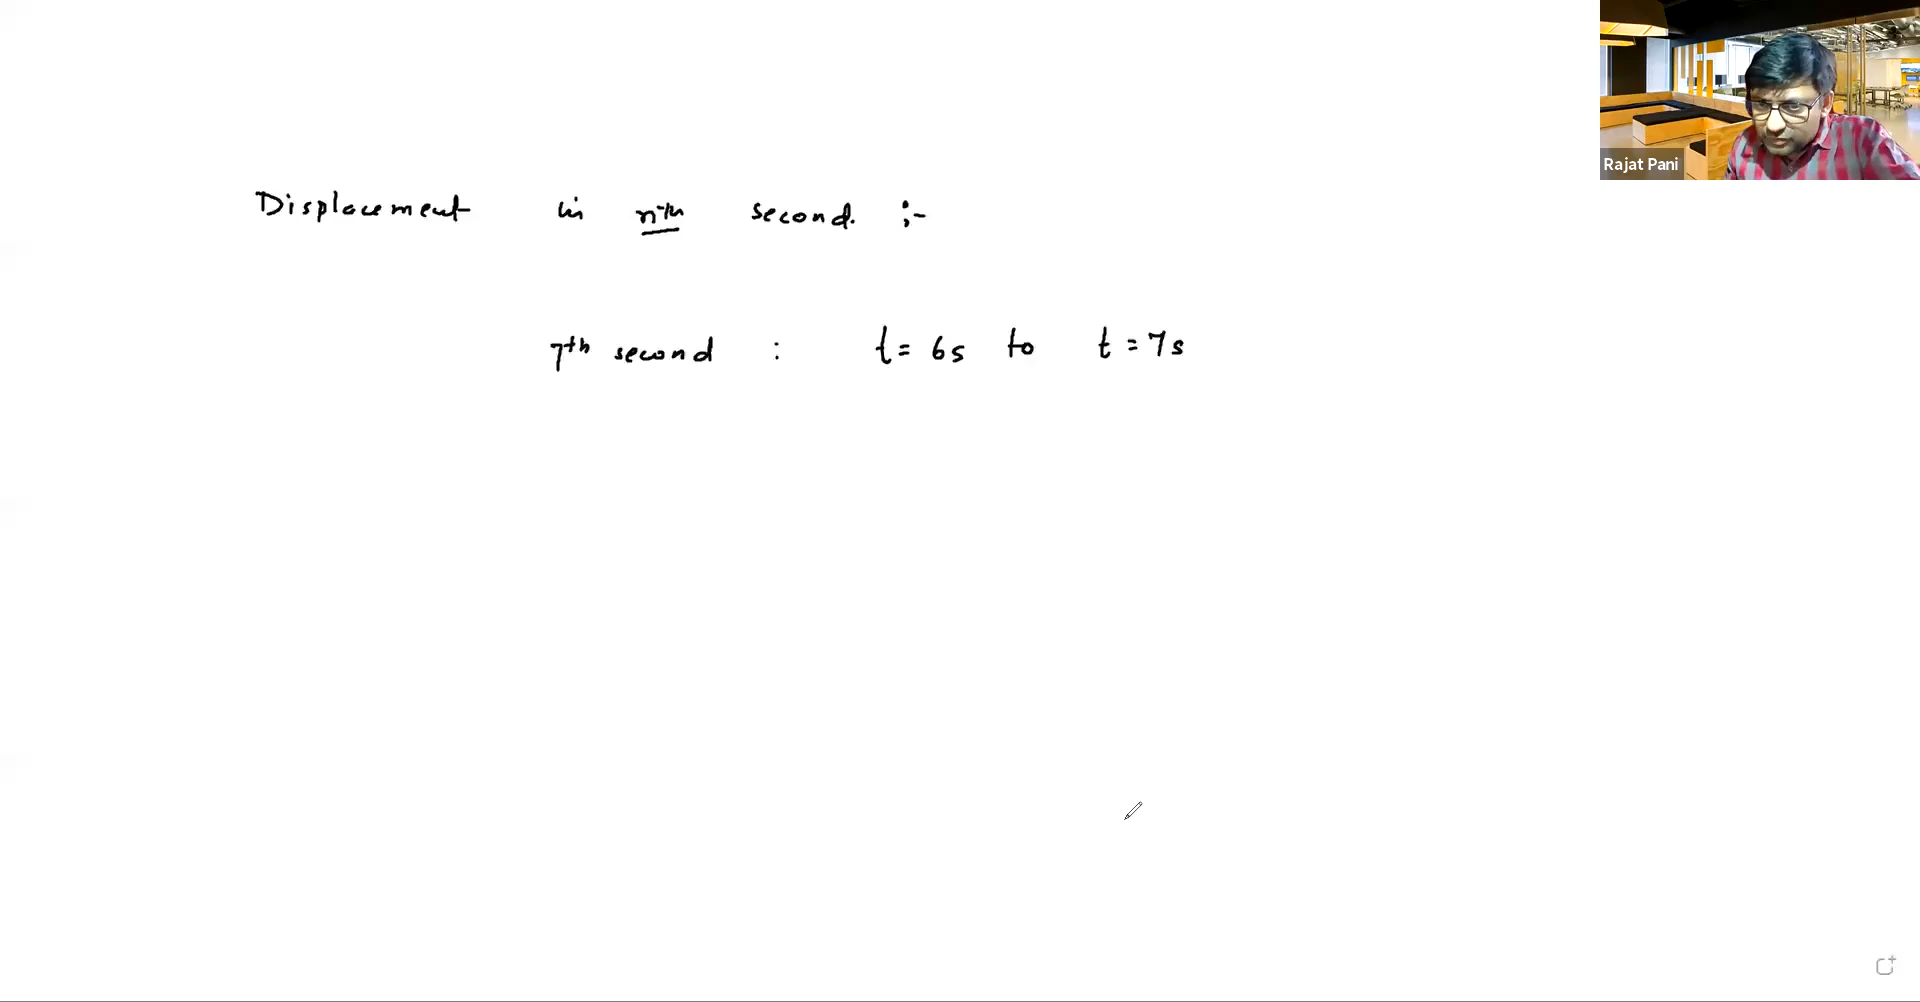 Rajat Pani
Displacement in nth second. :-
7th second : t = 6s to t = 7s